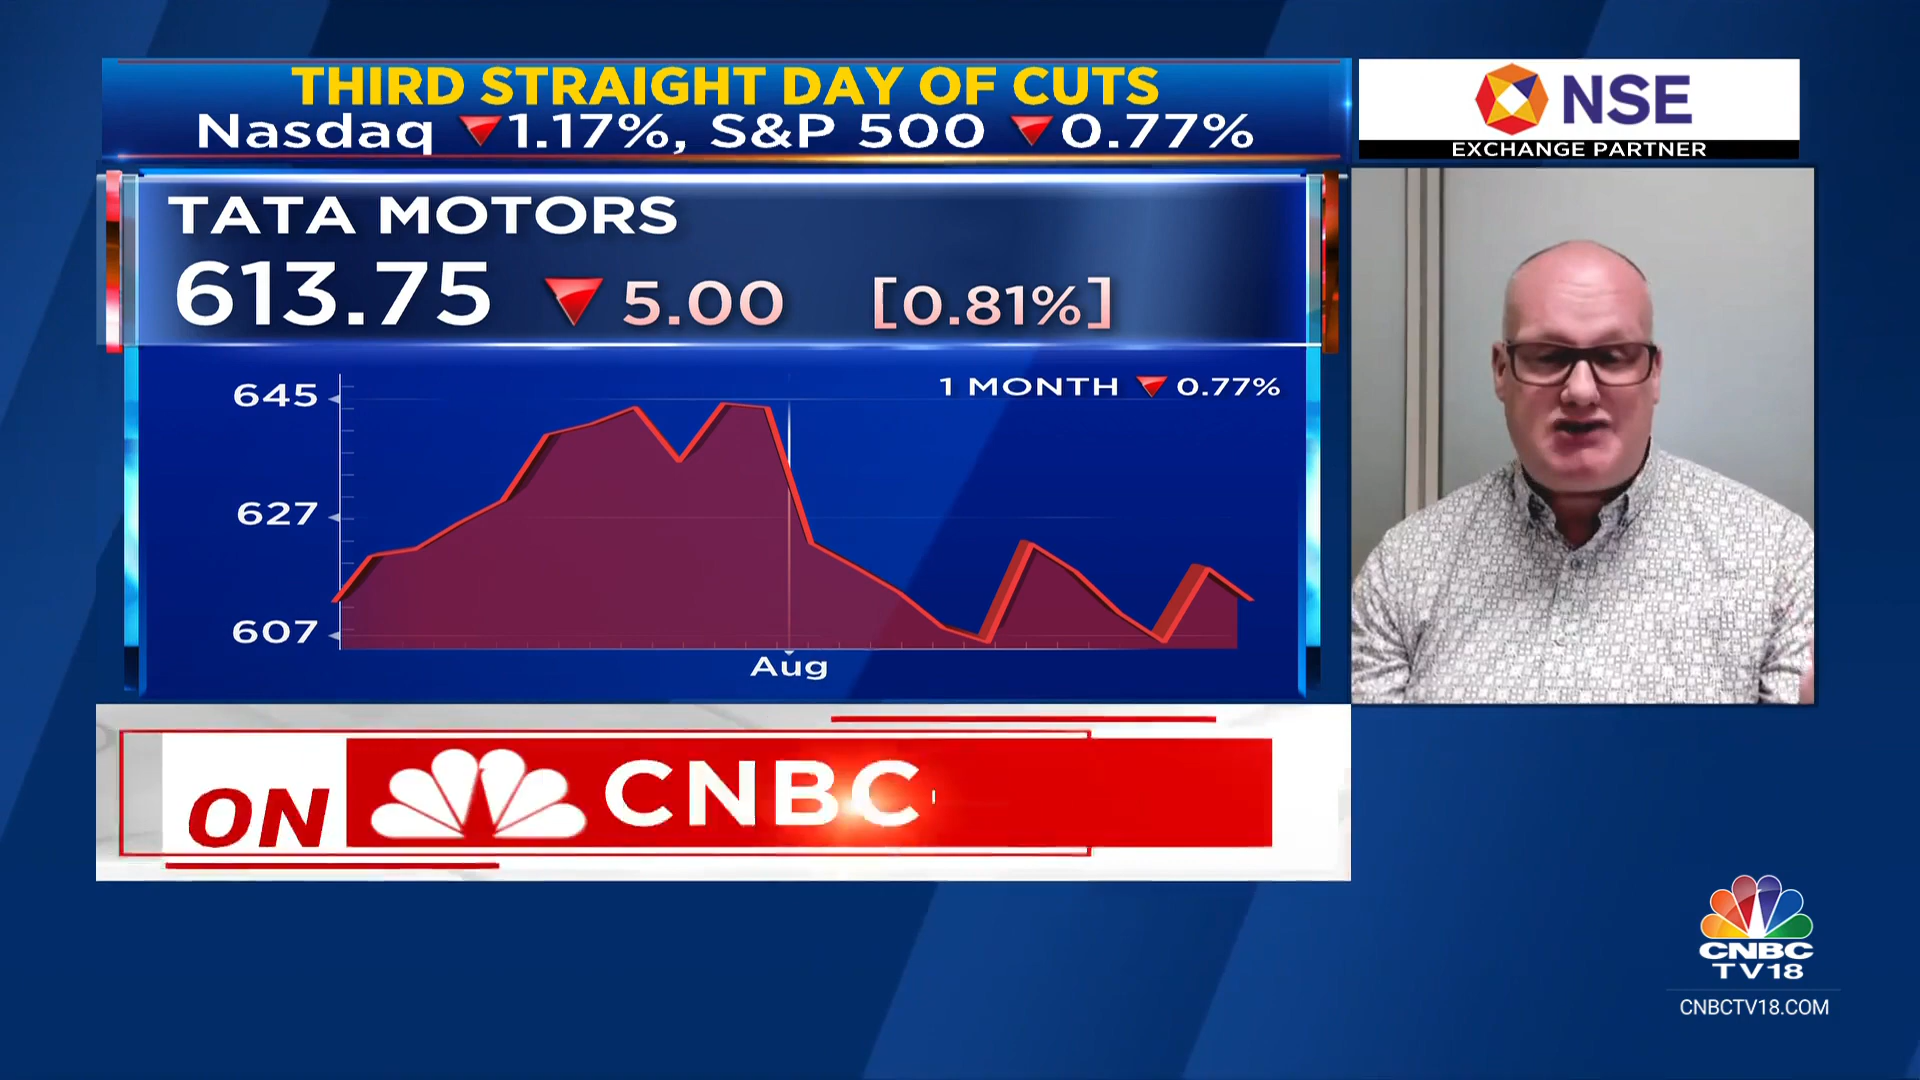 THIRD STRAIGHT DAY OF CUTS
Nasdaq ▼1.17%, S&P 500 ▼0.77%
NSE
EXCHANGE PARTNER
TATA MOTORS
613.75 ▼ 5.00 [0.81%]
1 MONTH ▼ 0.77%
645
627
607
Aug
ON CNBC
CNBC
TV18
CNBCTV18.COM